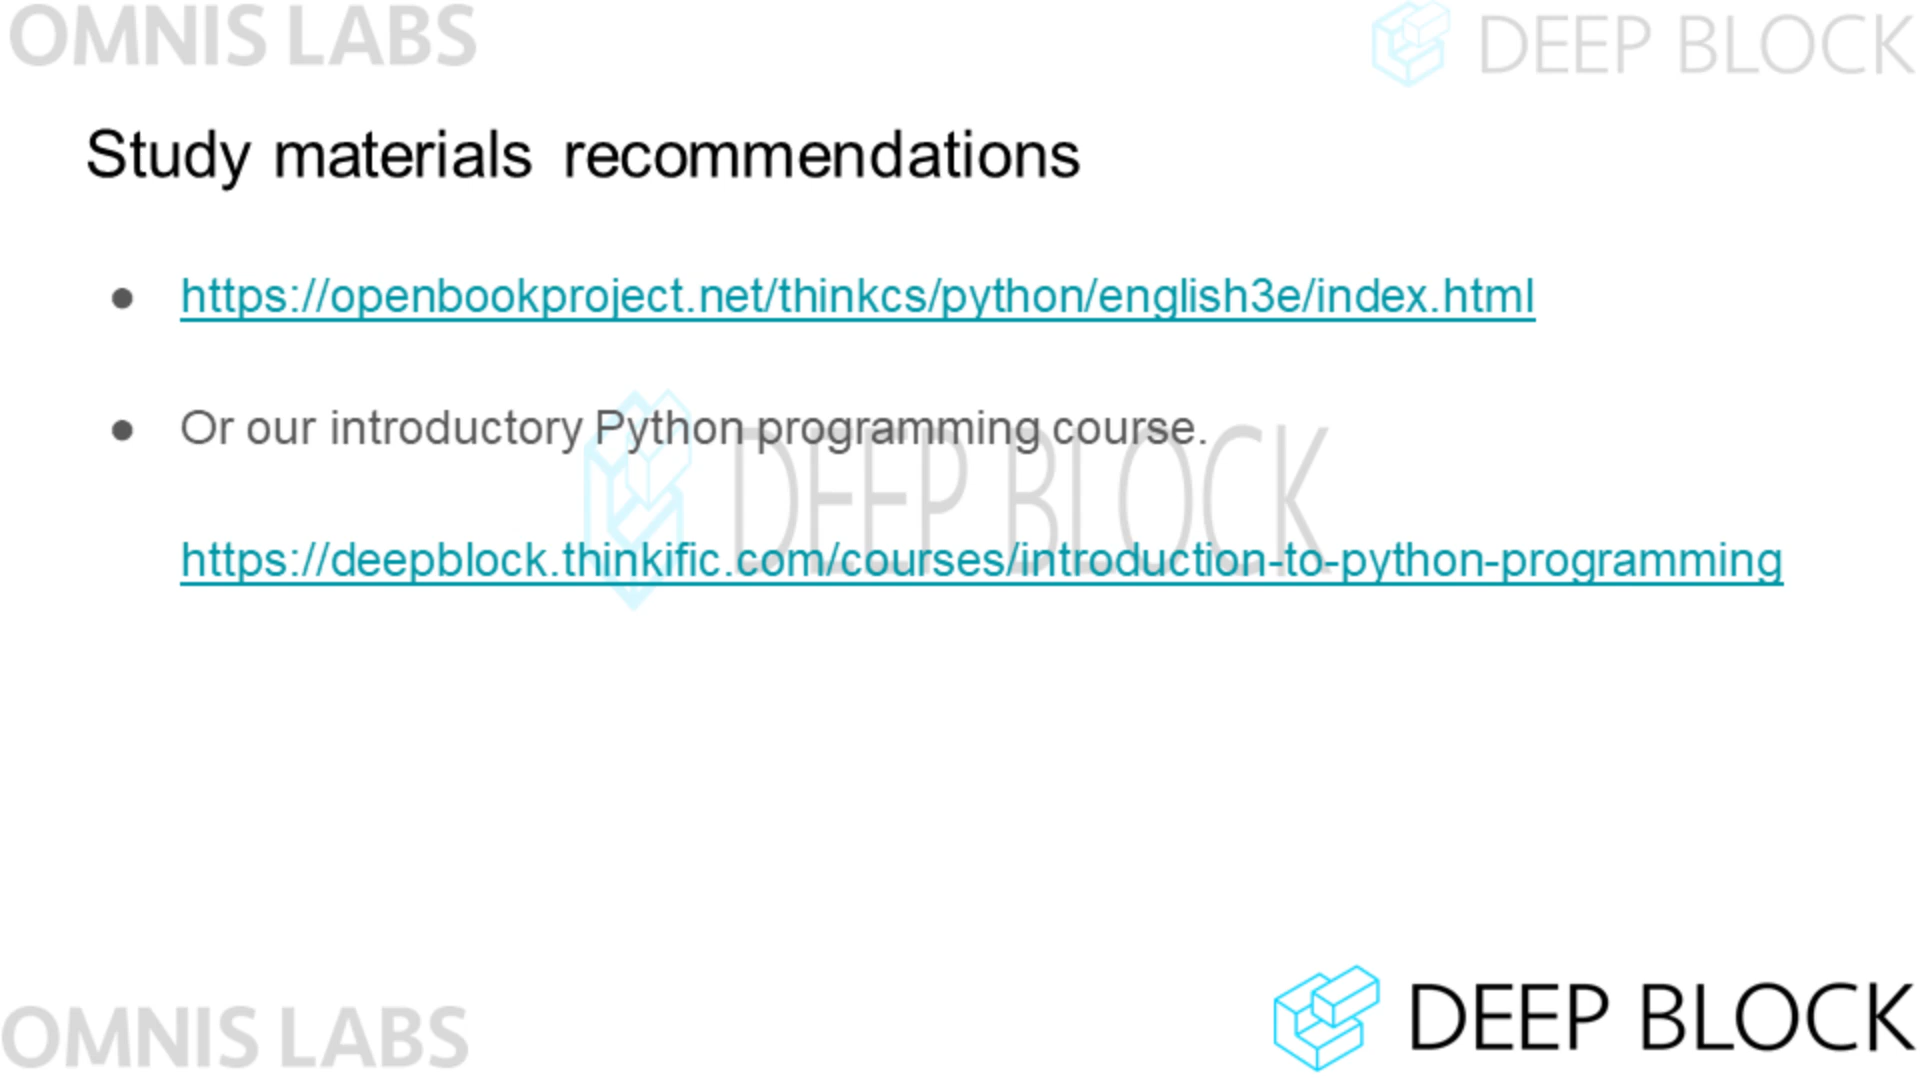 OMNIS LABS
DEEP BLOCK
Study materials recommendations
● https://openbookproject.net/thinkcs/python/english3e/index.html
● Or our introductory Python programming course.
DEEP BLOCK
https://deepblock.thinkific.com/courses/introduction-to-python-programming
OMNIS LABS
DEEP BLOCK